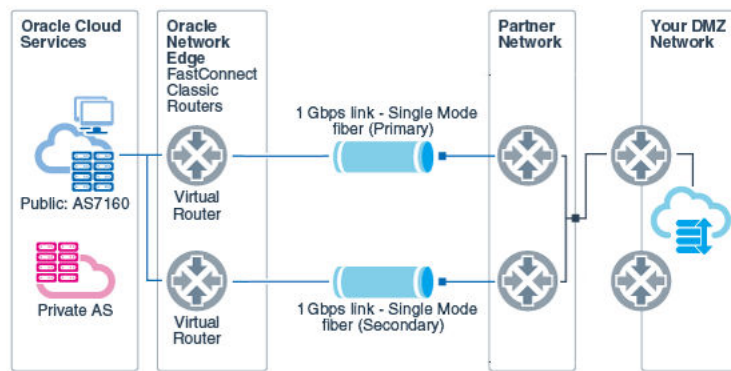 Oracle Cloud
Services
Oracle
Network
Edge
FastConnect
Classic
Routers
Partner
Network
Your DMZ
Network
1 Gbps link - Single Mode
fiber (Primary)
Public: AS7160
Virtual
Router
Private AS
Virtual
Router
1 Gbps link - Single Mode
fiber (Secondary)